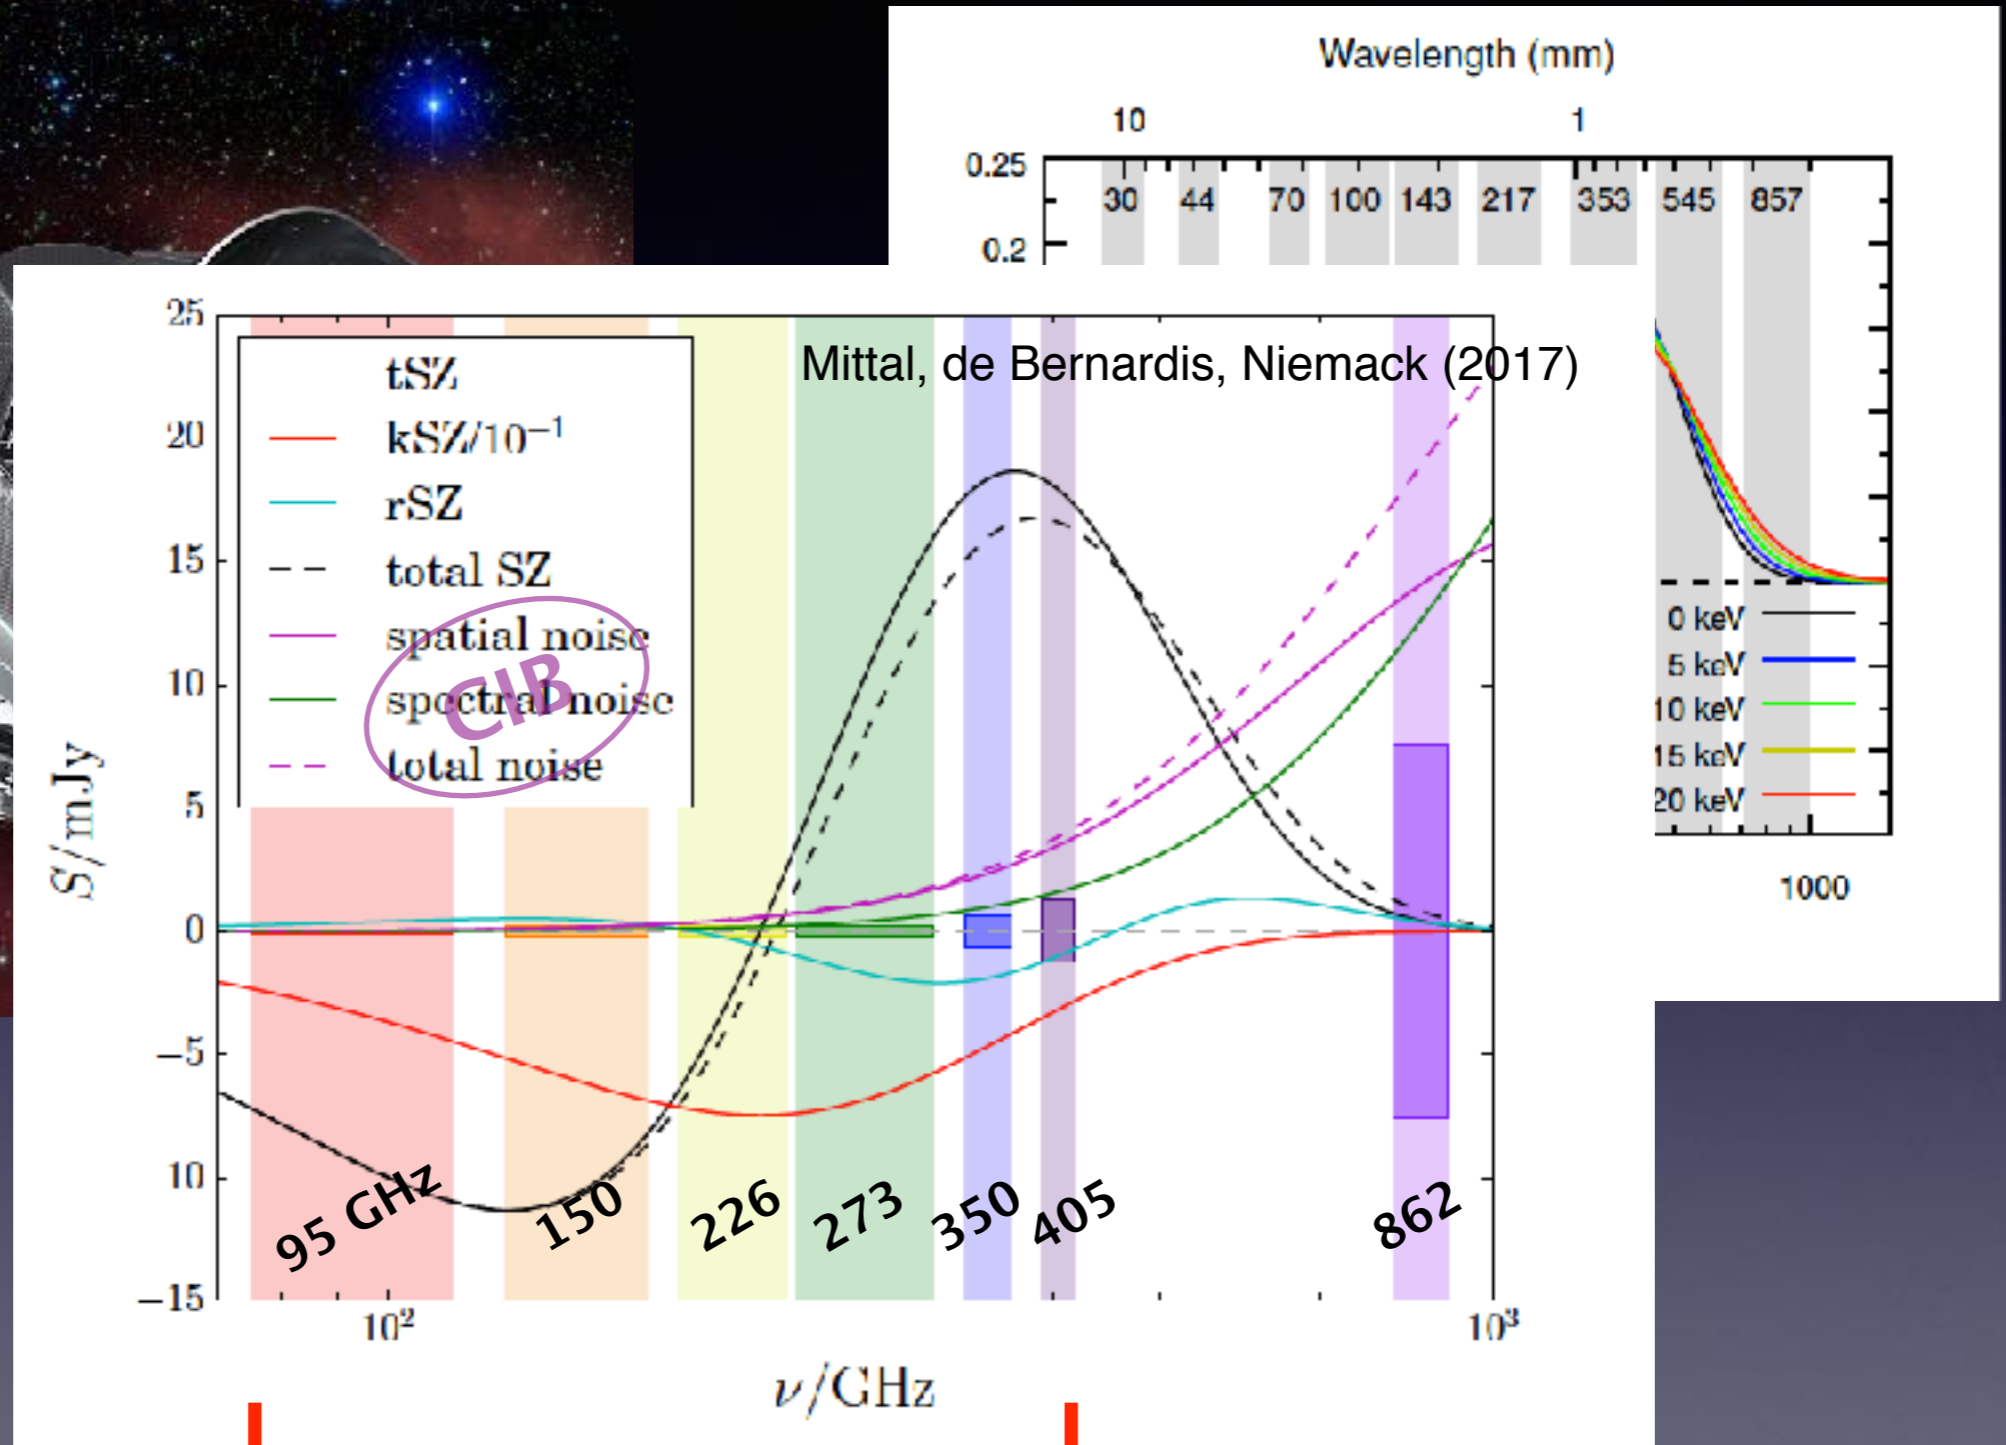 Wavelength (mm)
10 1
0.25
30 44 70 100 143 217 353 545 857
0.2
0 keV
5 keV
10 keV
15 keV
20 keV
1000
Mittal, de Bernardis, Niemack (2017)
tSZ
kSZ/10⁻¹
rSZ
total SZ
spatial noise
spectral noise
total noise
CIB
S/mJy
25
20
15
10
5
0
−5
10
−15
95 GHz 150 226 273 350 405 862
10² 10³
ν/GHz